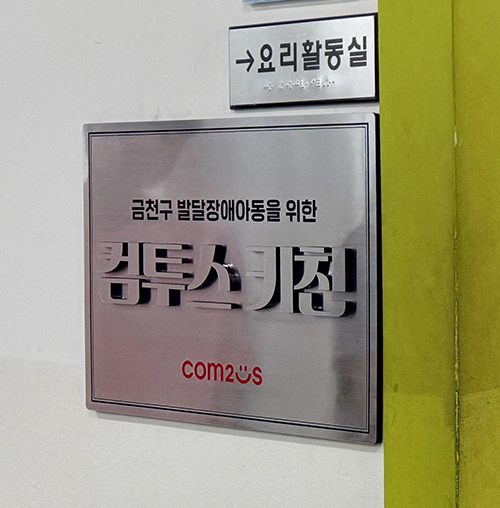 →요리활동실
금천구 발달장애아동을 위한
컴투스키친
com2us